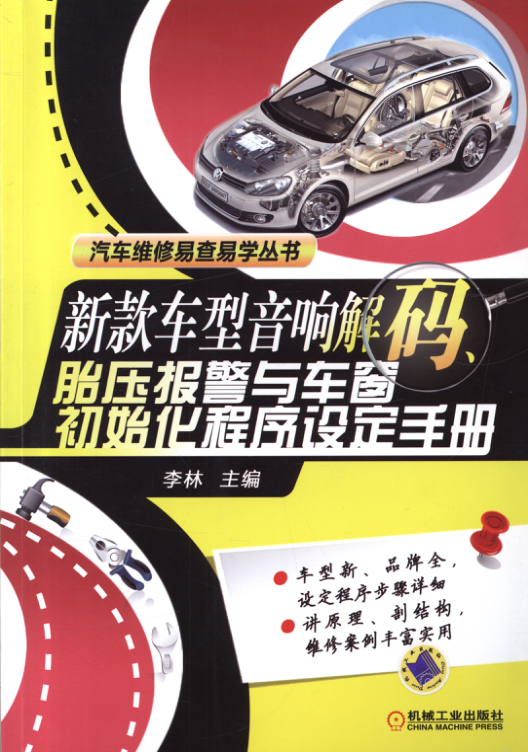 汽车维修易查易学丛书
新款车型音响解码、
胎压报警与车窗
初始化程序设定手册
李林 主编
车型新、品牌全，
设定程序步骤详细
讲原理、剖结构，
维修案例丰富实用
机械工业出版社
CHINA MACHINE PRESS